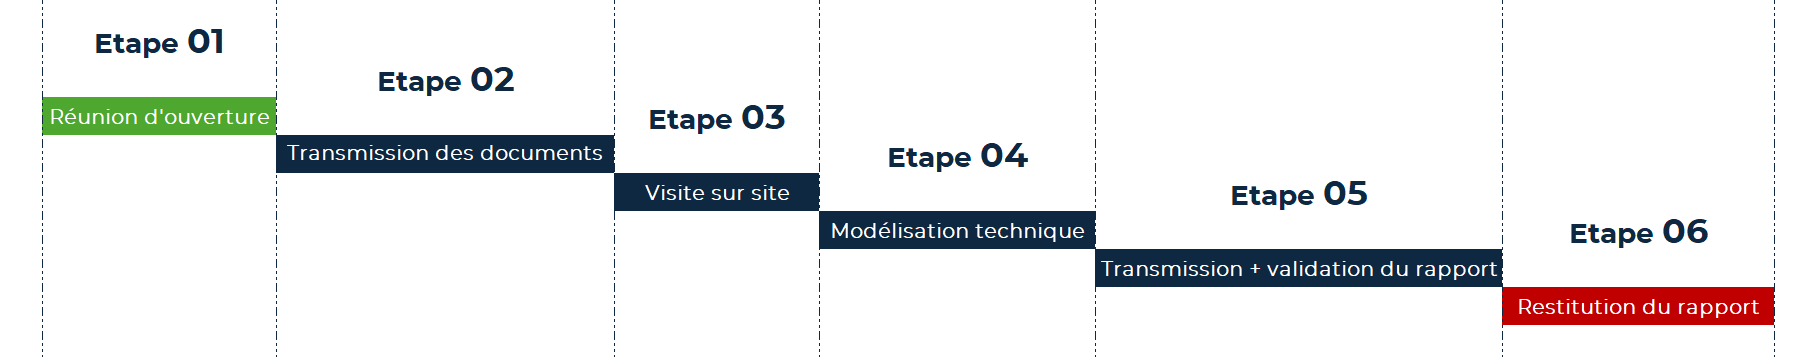 Etape 01
Réunion d'ouverture
Etape 02
Transmission des documents
Etape 03
Visite sur site
Etape 04
Modélisation technique
Etape 05
Transmission + validation du rapport
Etape 06
Restitution du rapport